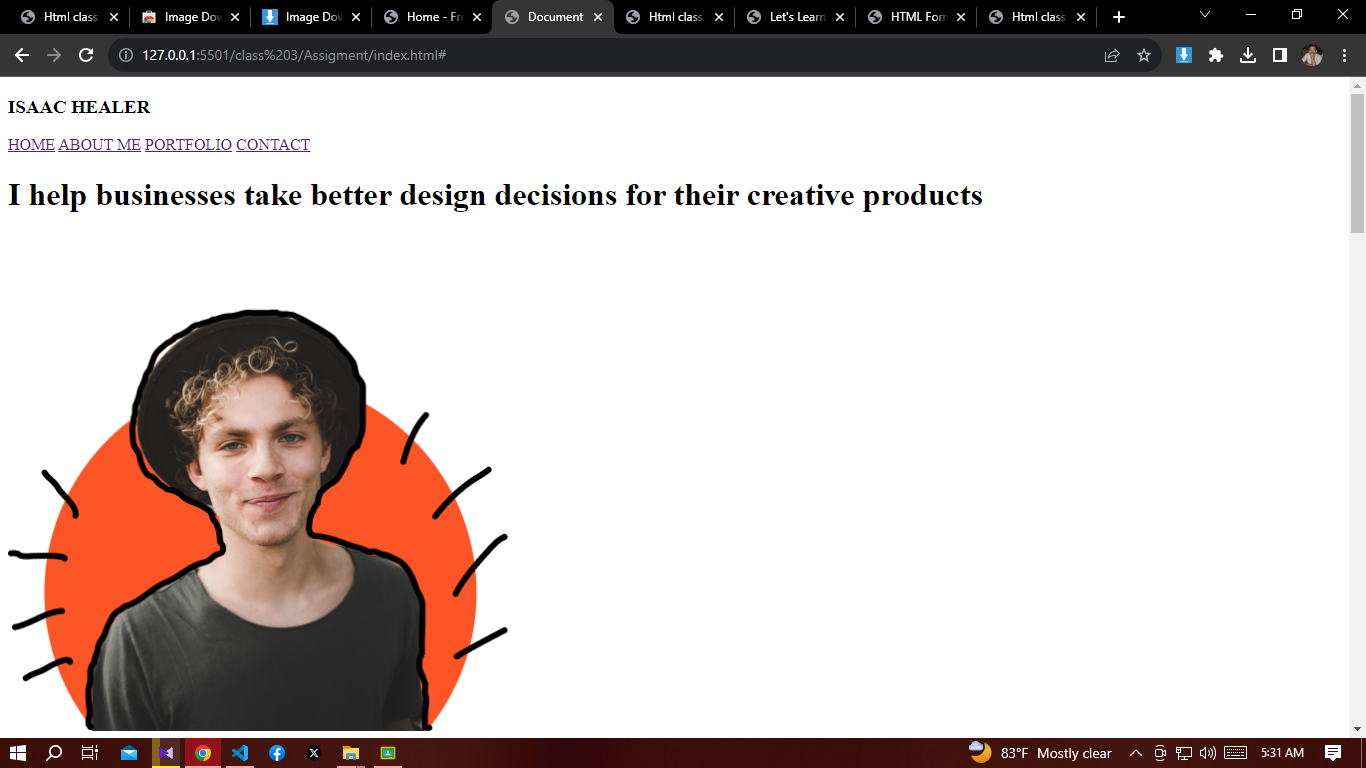 Html class
Image Dow
Image Dow
Home - Fre
Document
Html class
Let's Learn
HTML Form
Html class
127.0.0.1:5501/class%203/Assigment/index.html#
ISAAC HEALER
HOME ABOUT ME PORTFOLIO CONTACT
I help businesses take better design decisions for their creative products
83°F Mostly clear
5:31 AM